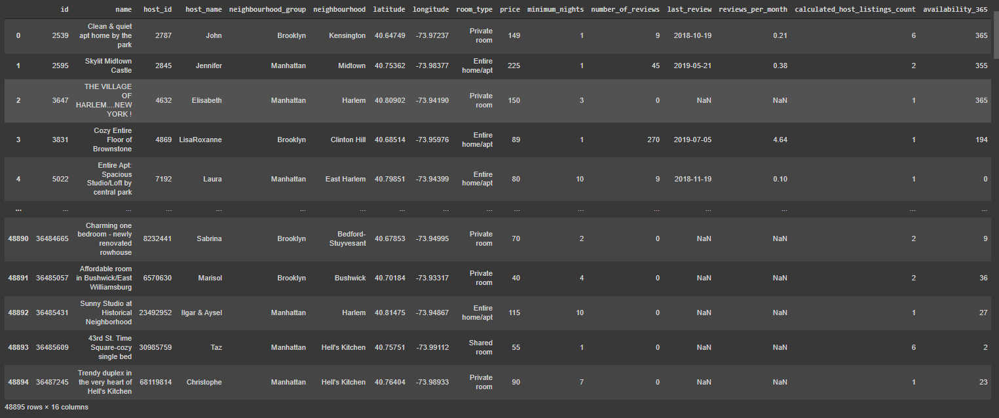 id name host_id host_name neighbourhood_group neighbourhood latitude longitude room_type price minimum_nights number_of_reviews last_review reviews_per_month calculated_host_listings_count availability_365
0 2539 Clean & quiet apt home by the park 2787 John Brooklyn Kensington 40.64749 -73.97237 Private room 149 1 9 2018-10-19 0.21 6 365
1 2595 Skylit Midtown Castle 2845 Jennifer Manhattan Midtown 40.75362 -73.98377 Entire home/apt 225 1 45 2019-05-21 0.38 2 355
2 3647 THE VILLAGE OF HARLEM....NEW YORK ! 4632 Elisabeth Manhattan Harlem 40.80902 -73.94190 Private room 150 3 0 NaN NaN 1 365
3 3831 Cozy Entire Floor of Brownstone 4869 LisaRoxanne Brooklyn Clinton Hill 40.68514 -73.95976 Entire home/apt 89 1 270 2019-07-05 4.64 1 194
4 5022 Entire Apt: Spacious Studio/Loft by central park 7192 Laura Manhattan East Harlem 40.79851 -73.94399 Entire home/apt 80 10 9 2018-11-19 0.10 1 0
... ... ... ... ... ... ... ... ... ... ... ... ... ... ... ... ...
48890 36484665 Charming one bedroom - newly renovated rowhouse 8232441 Sabrina Brooklyn Bedford-Stuyvesant 40.67853 -73.94995 Private room 70 2 0 NaN NaN 2 9
48891 36485057 Affordable room in Bushwick/East Williamsburg 6570630 Marisol Brooklyn Bushwick 40.70184 -73.93317 Private room 40 4 0 NaN NaN 2 36
48892 36485431 Sunny Studio at Historical Neighborhood 23492952 Ilgar & Aysel Manhattan Harlem 40.81475 -73.94867 Entire home/apt 115 10 0 NaN NaN 1 27
48893 36485609 43rd St. Time Square-cozy single bed 30985759 Taz Manhattan Hell's Kitchen 40.75751 -73.99112 Shared room 55 1 0 NaN NaN 6 2
48894 36487245 Trendy duplex in the very heart of Hell's Kitchen 68119814 Christophe Manhattan Hell's Kitchen 40.76404 -73.98933 Private room 90 7 0 NaN NaN 1 23
48895 rows × 16 columns